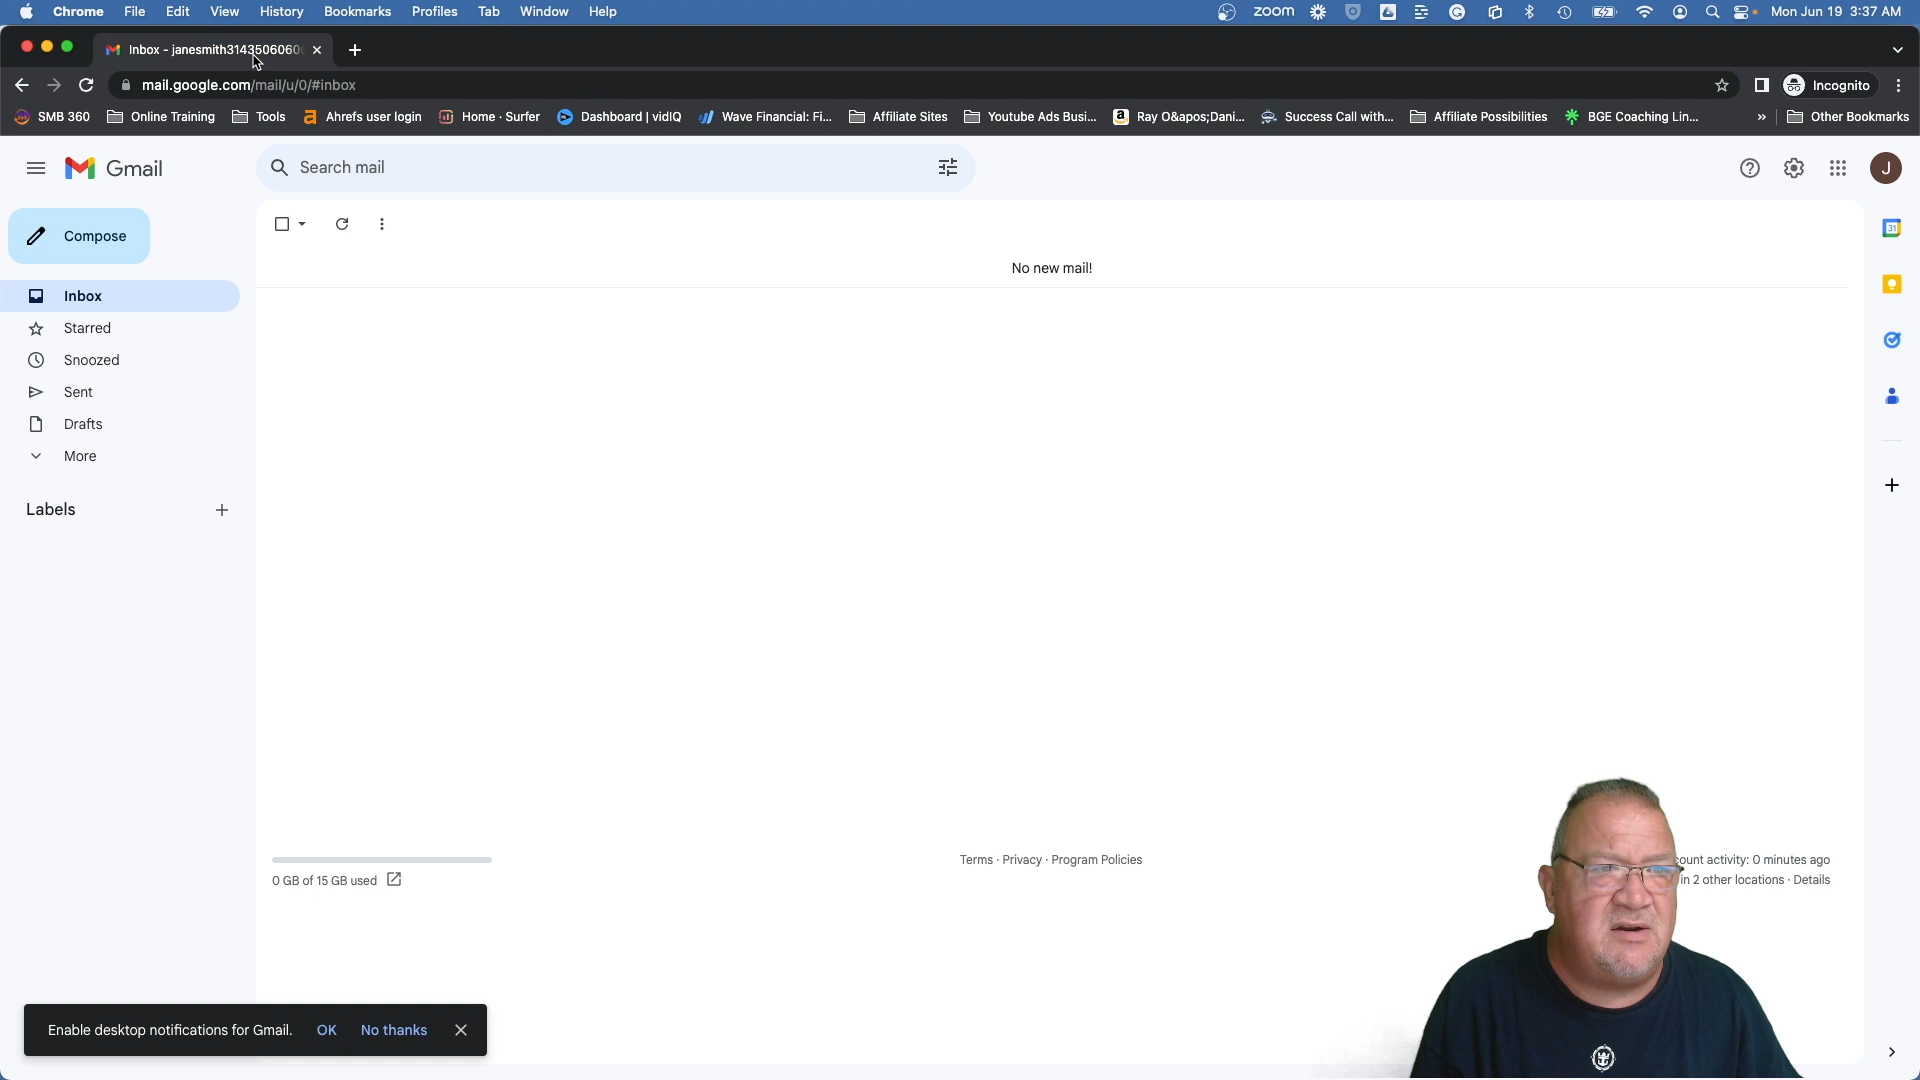 Chrome File Edit View History Bookmarks Profiles Tab Window Help zoom Mon Jun 19 3:37 AM
Inbox - janesmith3143506060
mail.google.com/mail/u/0/#inbox Incognito
SMB 360 Online Training Tools Ahrefs user login Home · Surfer Dashboard | vidIQ Wave Financial: Fi... Affiliate Sites Youtube Ads Busi... Ray O&apos;Dani... Success Call with... Affiliate Possibilities BGE Coaching Lin... » Other Bookmarks
Gmail Search mail J
Compose
No new mail!
Inbox
Starred
Snoozed
Sent
Drafts
More
Labels
31
Terms · Privacy · Program Policies
count activity: 0 minutes ago
0 GB of 15 GB used
in 2 other locations · Details
Enable desktop notifications for Gmail. OK No thanks